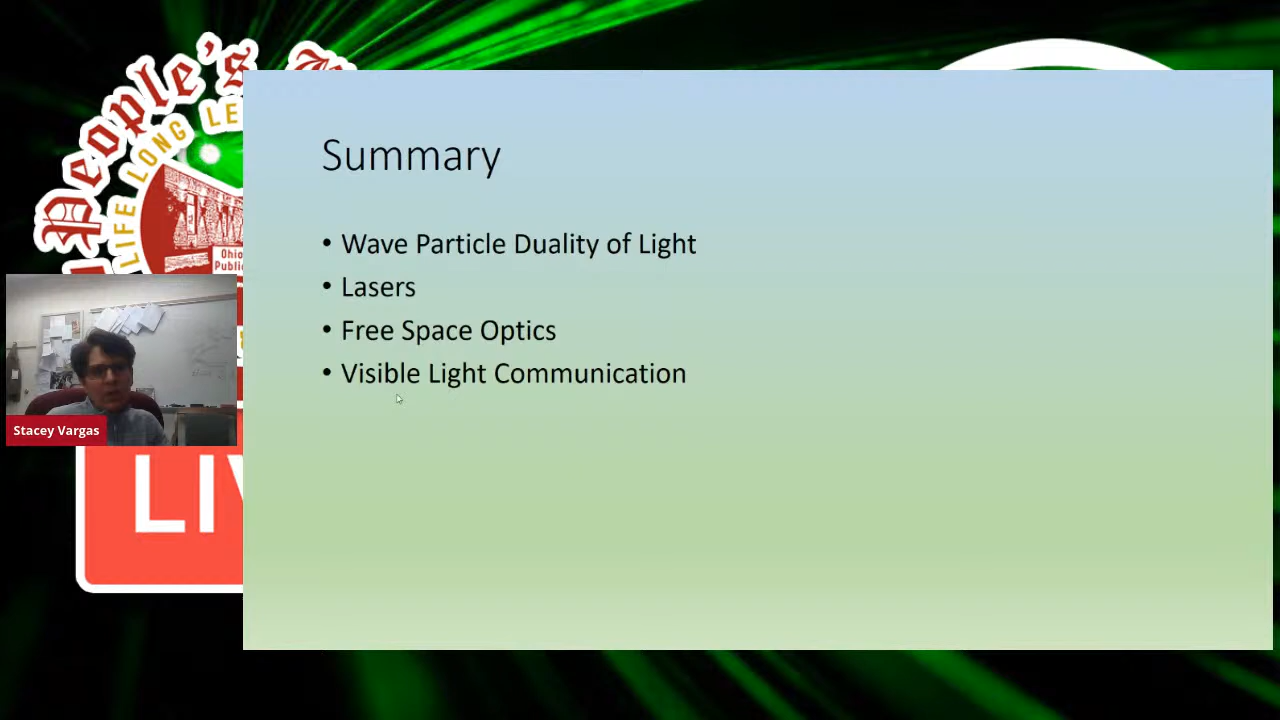 People's
LIFE LONG LE
Ohio
Public
Summary
• Wave Particle Duality of Light
• Lasers
• Free Space Optics
• Visible Light Communication
Stacey Vargas
LIV